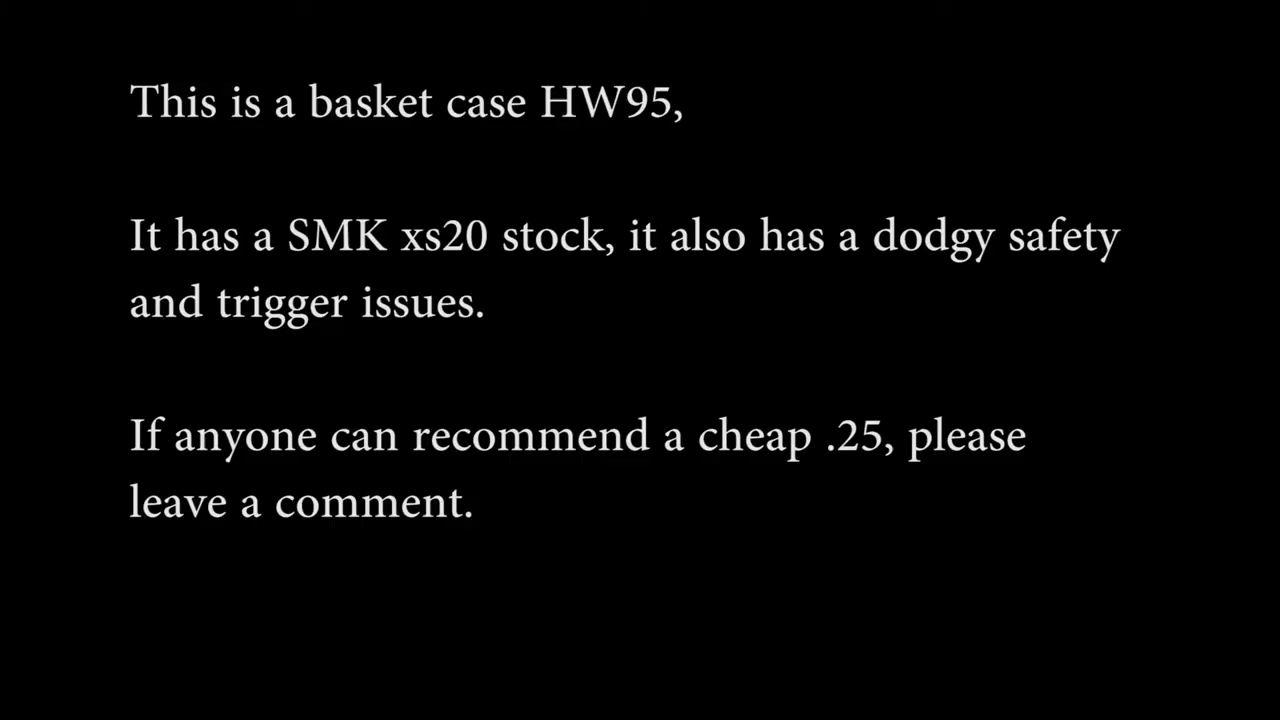 This is a basket case HW95,
It has a SMK xs20 stock, it also has a dodgy safety
and trigger issues.
If anyone can recommend a cheap .25, please
leave a comment.